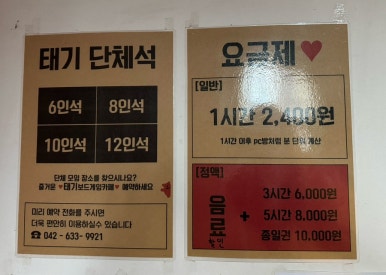 태기 단체석
6인석
8인석
10인석
12인석
단체 모임 장소를 찾으시나요?
즐거운 ♥태기보드게임카페♥ 예약하세요
미리 예약 전화를 주시면
더욱 편안히 이용하실수 있습니다
☎ 042 - 633- 9921
요금제 ♥
[일반]
1시간 2,400원
1시간 이후 pc방처럼 분 단위 계산
[정액]
음료
할인
+
3시간 6,000원
5시간 8,000원
종일권 10,000원